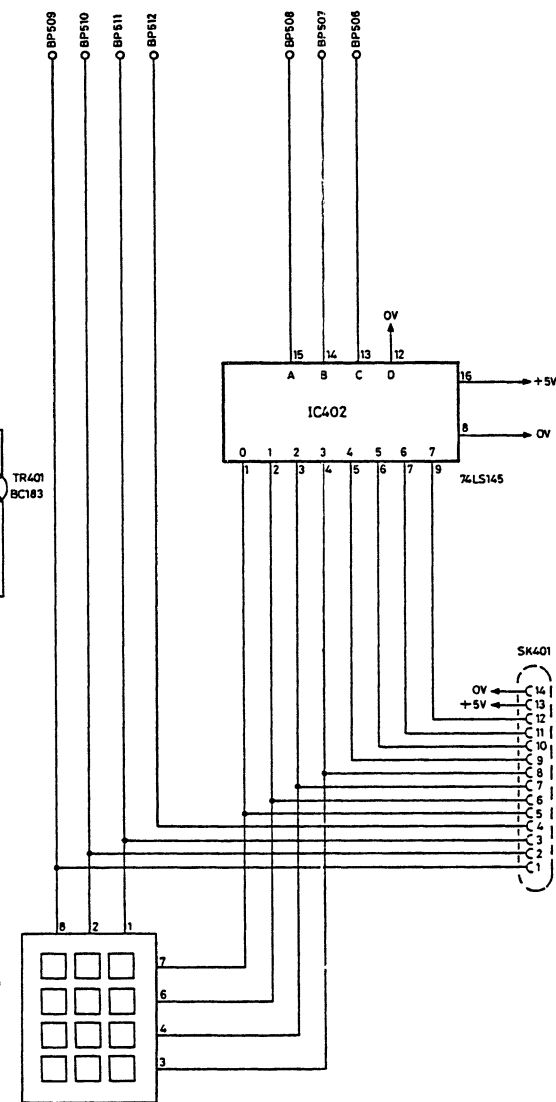 BP509
BP510
BP511
BP512
BP508
BP507
BP506
0V
15 14 13 12
A B C D
16
+5V
IC402
8
0V
0 1 2 3 4 5 6 7
1 2 3 4 5 6 7 9
74LS145
TR401
BC183
SK401
0V 14
+5V 13
12
11
10
9
8
7
6
5
4
3
2
1
8 2 1
7
6
4
3